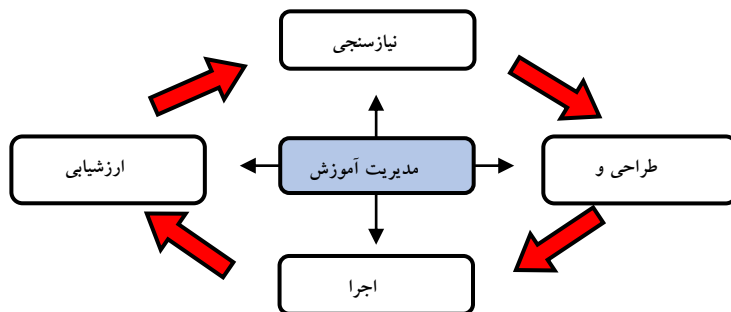 نیازسنجی
طراحی و
مدیریت آموزش
ارزشیابی
اجرا